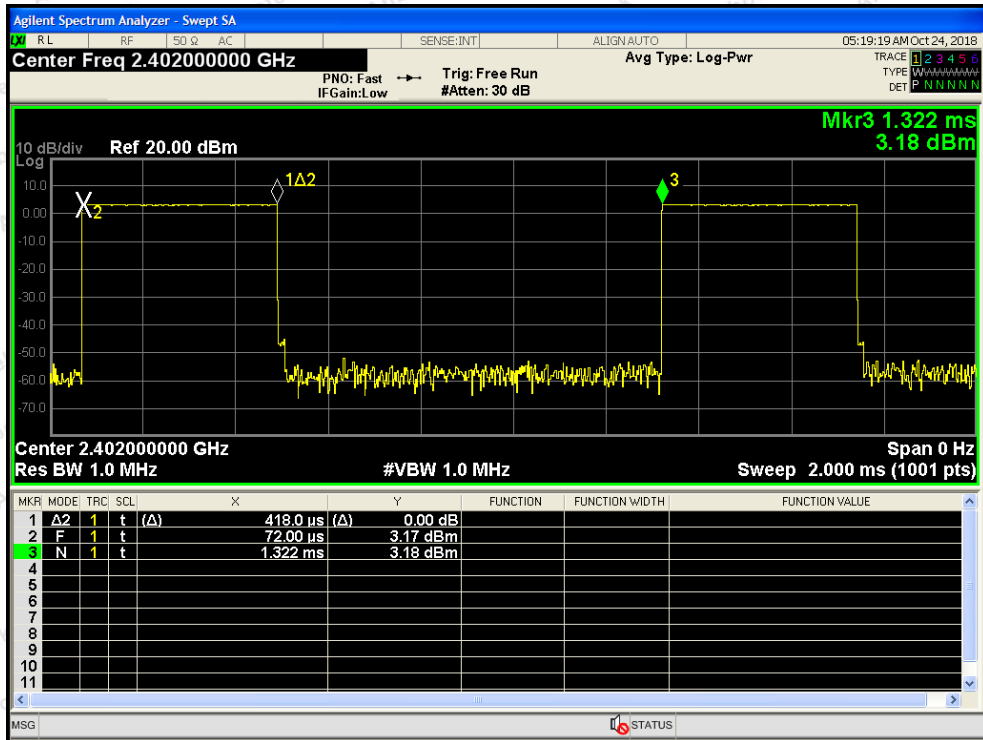 Agilent Spectrum Analyzer - Swept SA
LXI RL RF 50 Ω AC SENSE:INT ALIGN AUTO 05:19:19 AM Oct 24, 2018
Center Freq 2.402000000 GHz Avg Type: Log-Pwr TRACE 1 2 3 4 5 6
PNO: Fast Trig: Free Run TYPE WWWWWW
IFGain:Low #Atten: 30 dB DET P N N N N N
Mkr3 1.322 ms
10 dB/div Ref 20.00 dBm 3.18 dBm
Log
10.0
1Δ2
3
2
0.00
-10.0
-20.0
-30.0
-40.0
-50.0
-60.0
-70.0
Center 2.402000000 GHz Span 0 Hz
Res BW 1.0 MHz #VBW 1.0 MHz Sweep 2.000 ms (1001 pts)
MKR MODE TRC SCL X Y FUNCTION FUNCTION WIDTH FUNCTION VALUE
1 Δ2 1 t (Δ) 418.0 µs (Δ) 0.00 dB
2 F 1 t 72.00 µs 3.17 dBm
3 N 1 t 1.322 ms 3.18 dBm
4
5
6
7
8
9
10
11
MSG STATUS